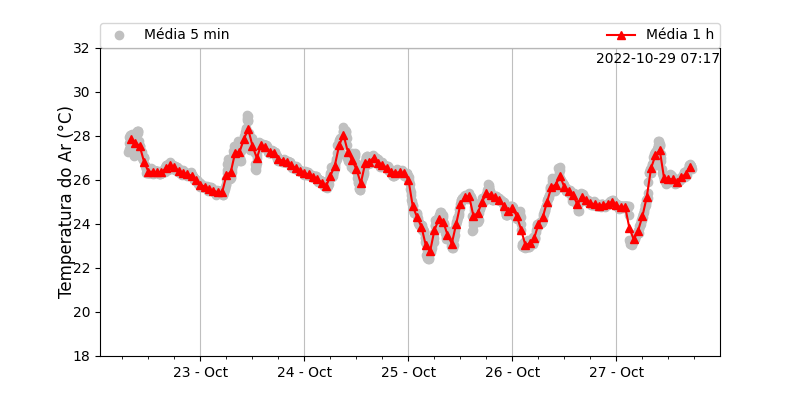 Média 5 min
Média 1 h
2022-10-29 07:17
Temperatura do Ar (°C)
32
30
28
26
24
22
20
18
23 - Oct
24 - Oct
25 - Oct
26 - Oct
27 - Oct